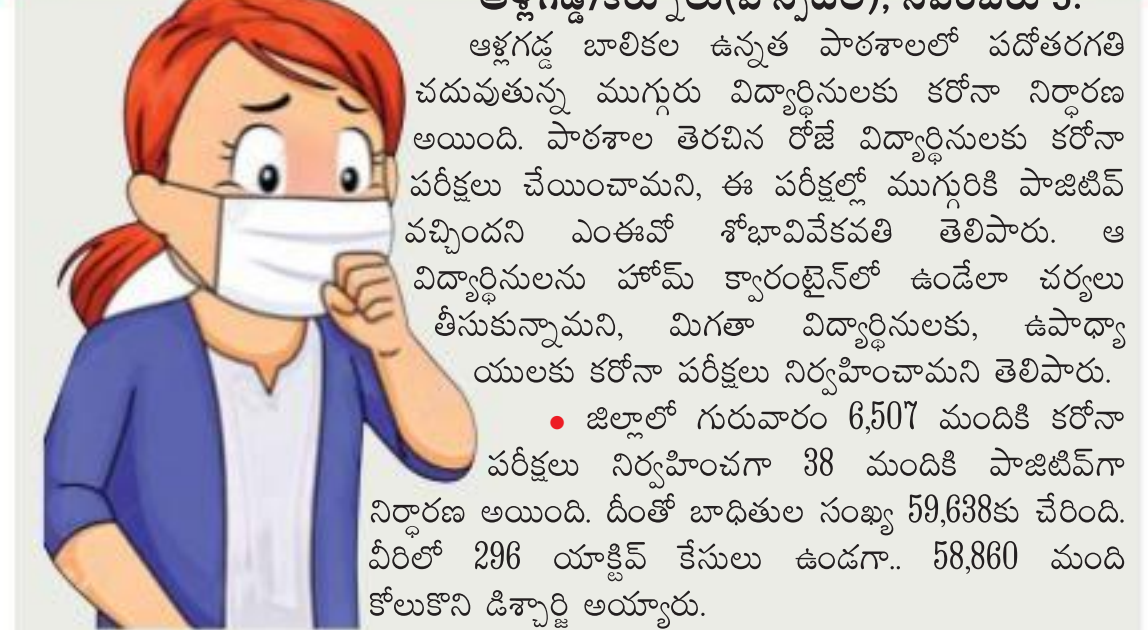 ఆళ్లగడ్డ బాలికల ఉన్నత పాఠశాలలో పదోతరగతి
చదువుతున్న ముగ్గురు విద్యార్థినులకు కరోనా నిర్ధారణ
అయింది. పాఠశాల తెరచిన రోజే విద్యార్థినులకు కరోనా
పరీక్షలు చేయించామని, ఈ పరీక్షల్లో ముగ్గురికి పాజిటివ్
వచ్చిందని ఎంఈవో శోభావివేకవతి తెలిపారు. ఆ
విద్యార్థినులను హోమ్ క్వారంటైన్‌లో ఉండేలా చర్యలు
తీసుకున్నామని, మిగతా విద్యార్థినులకు, ఉపాధ్యా
యులకు కరోనా పరీక్షలు నిర్వహించామని తెలిపారు.
• జిల్లాలో గురువారం 6,507 మందికి కరోనా
పరీక్షలు నిర్వహించగా 38 మందికి పాజిటివ్‌గా
నిర్ధారణ అయింది. దీంతో బాధితుల సంఖ్య 59,638కు చేరింది.
వీరిలో 296 యాక్టివ్ కేసులు ఉండగా.. 58,860 మంది
కోలుకొని డిశ్చార్జి అయ్యారు.